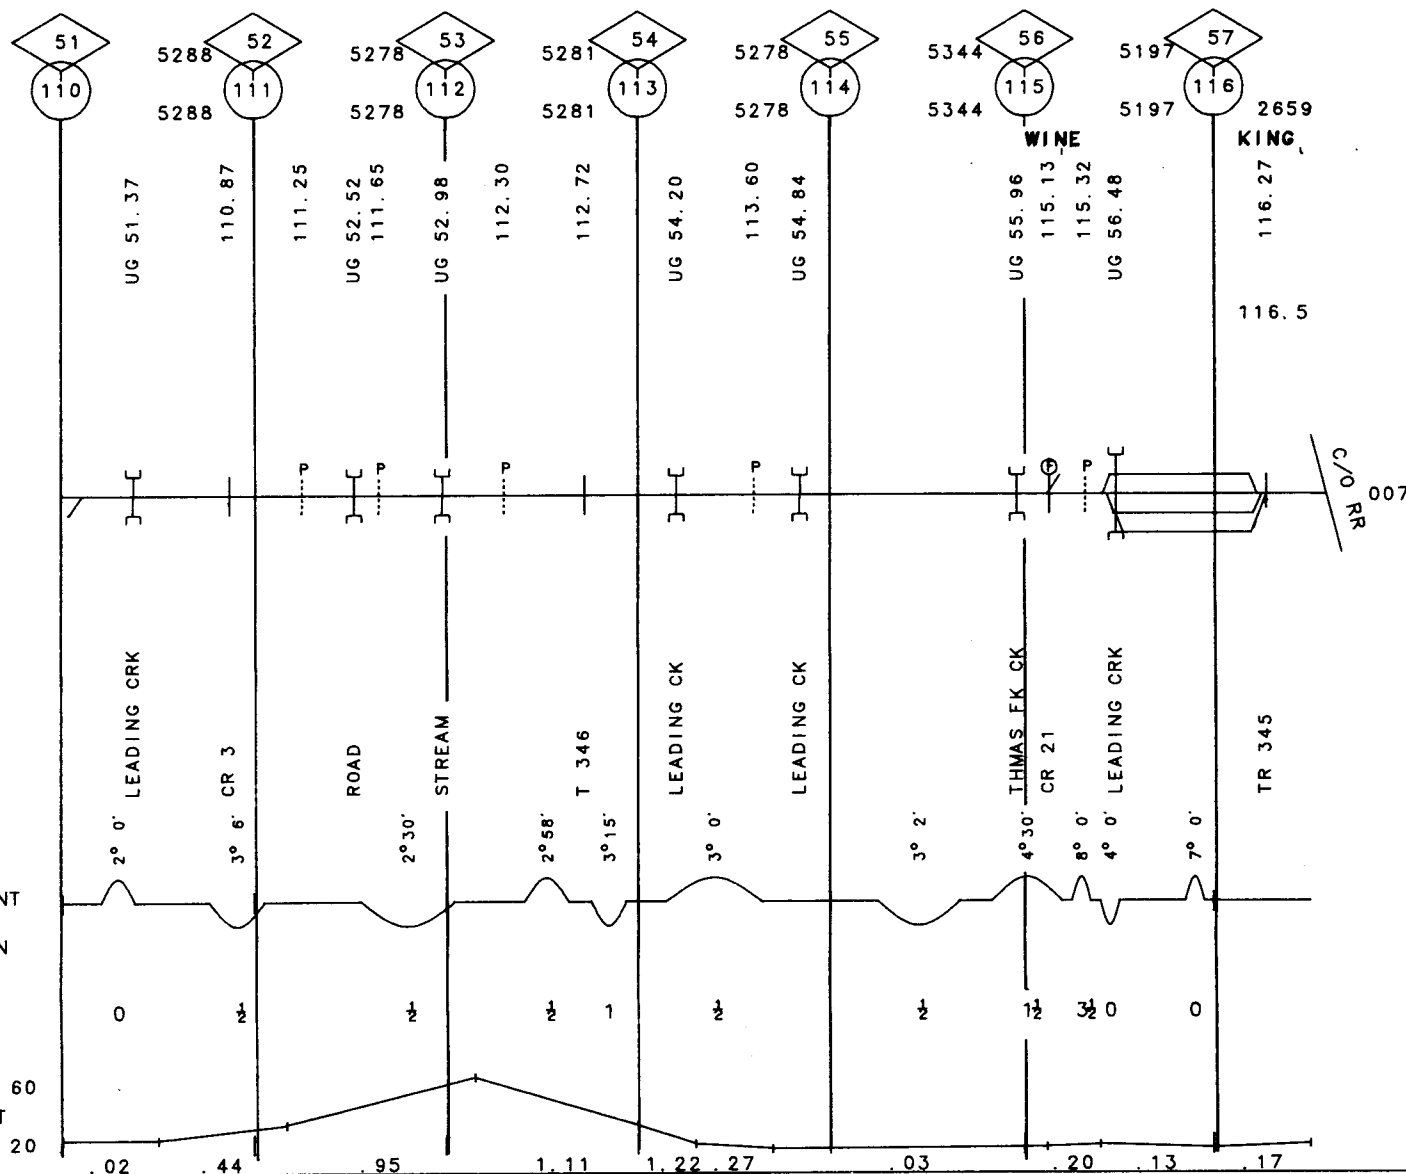 51 52 53 54 55 56 57
5288 5278 5281 5278 5344 5197
110 111 112 113 114 115 116
5288 5278 5281 5278 5344 5197 2659
WINE KING
UG 51.37
110.87
111.25
UG 52.52
111.65
UG 52.98
112.30
112.72
UG 54.20
113.60
UG 54.84
UG 55.96
115.13
115.32
UG 56.48
116.27
116.5
P P P P F P
C/O RR
007
LEADING CRK
CR 3
ROAD
STREAM
T 346
LEADING CK
LEADING CK
THMAS FK CK
CR 21
LEADING CRK
TR 345
2° 0' 3° 6' 2°30' 2°58' 3°15' 3° 0' 3° 2' 4°30' 8° 0' 4° 0' 7° 0'
NT
N
0 ½ ½ ½ 1 ½ ½ 1½ 3½ 0 0
60
T
20
.02 .44 .95 1.11 1.22 .27 .03 .20 .13 .17